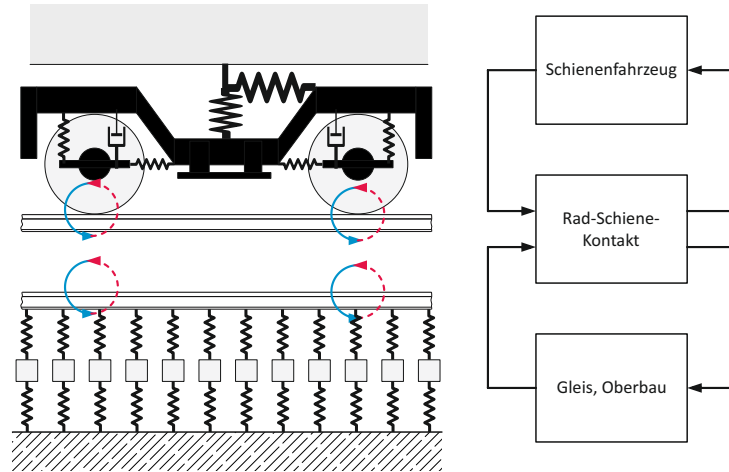 Schienenfahrzeug
Rad-Schiene-
Kontakt
Gleis, Oberbau